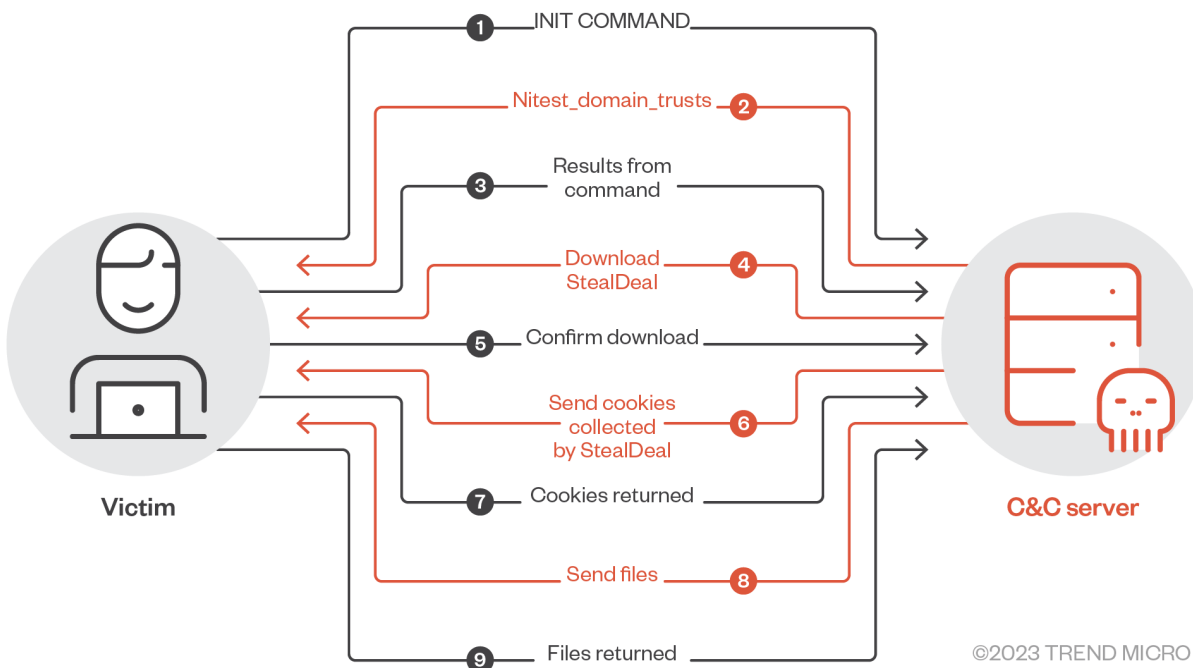 1 INIT COMMAND
Nitest_domain_trusts 2
3 Results from
command
Download 4
StealDeal
5 Confirm download
Send cookies
collected 6
by StealDeal
Victim
7 Cookies returned
C&C server
Send files 8
9 Files returned
©2023 TREND MICRO